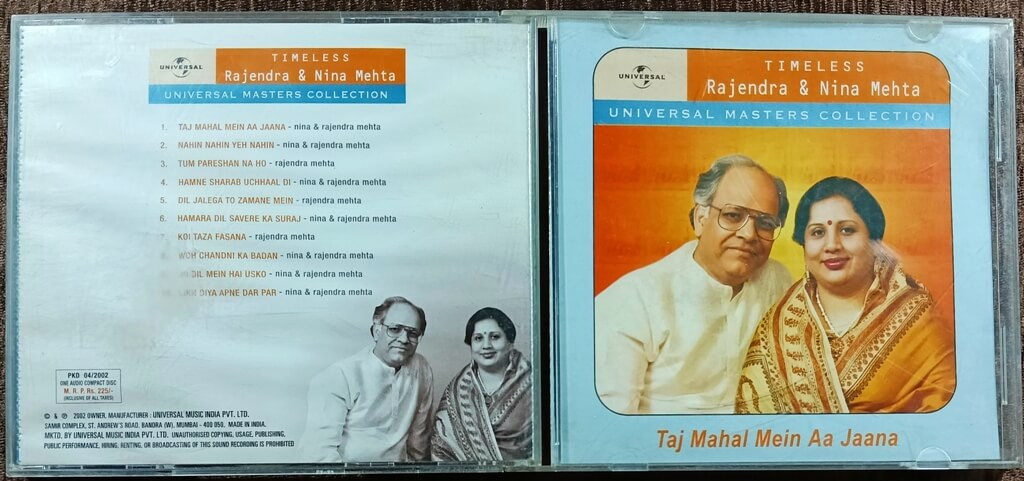 UNIVERSAL
TIMELESS
Rajendra & Nina Mehta
UNIVERSAL MASTERS COLLECTION
1. TAJ MAHAL MEIN AA JAANA - nina & rajendra mehta
2. NAHIN NAHIN YEH NAHIN - nina & rajendra mehta
3. TUM PARESHAN NA HO - rajendra mehta
4. HAMNE SHARAB UCHHAAL DI - nina & rajendra mehta
5. DIL JALEGA TO ZAMANE MEIN - rajendra mehta
6. HAMARA DIL SAVERE KA SURAJ - nina & rajendra mehta
7. KOI TAZA FASANA - rajendra mehta
WOH CHANDNI KA BADAN - nina & rajendra mehta
DIL MEIN HAI USKO - nina & rajendra mehta
DIYA APNE DAR PAR - nina & rajendra mehta
PKD 04/2002
ONE AUDIO COMPACT DISC
M. R. P. Rs. 225/-
(INCLUSIVE OF ALL TAXES)
© & ℗ 2002 OWNER, MANUFACTURER : UNIVERSAL MUSIC INDIA PVT. LTD.
SAMIR COMPLEX, ST. ANDREW'S ROAD, BANDRA (W), MUMBAI - 400 050. MADE IN INDIA.
MKTD. BY UNIVERSAL MUSIC INDIA PVT. LTD. UNAUTHORISED COPYING, USAGE, PUBLISHING,
PUBLIC PERFORMANCE, HIRING, RENTING, OR BROADCASTING OF THIS SOUND RECORDING IS PROHIBITED
UNIVERSAL
TIMELESS
Rajendra & Nina Mehta
UNIVERSAL MASTERS COLLECTION
Taj Mahal Mein Aa Jaana